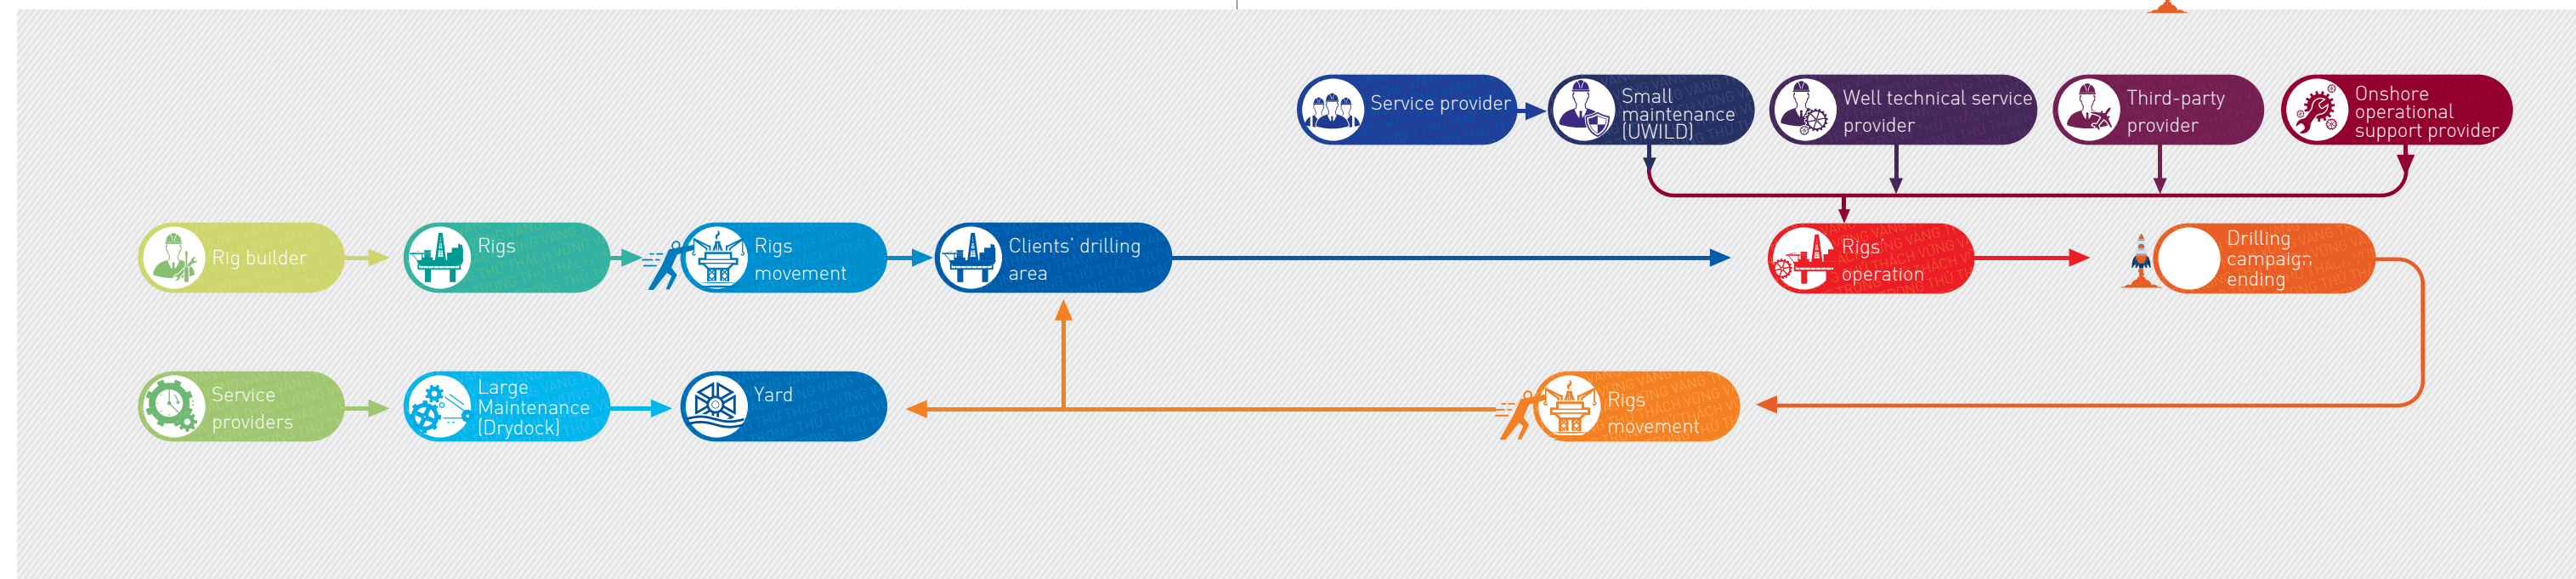 Service provider
Small
maintenance
(UWILD)
Well technical service
provider
Third-party
provider
Onshore
operational
support provider
Rig builder
Rigs
Rigs
movement
Clients' drilling
area
Rigs'
operation
Drilling
campaign
ending
Service
providers
Large
Maintenance
(Drydock)
Yard
Rigs
movement